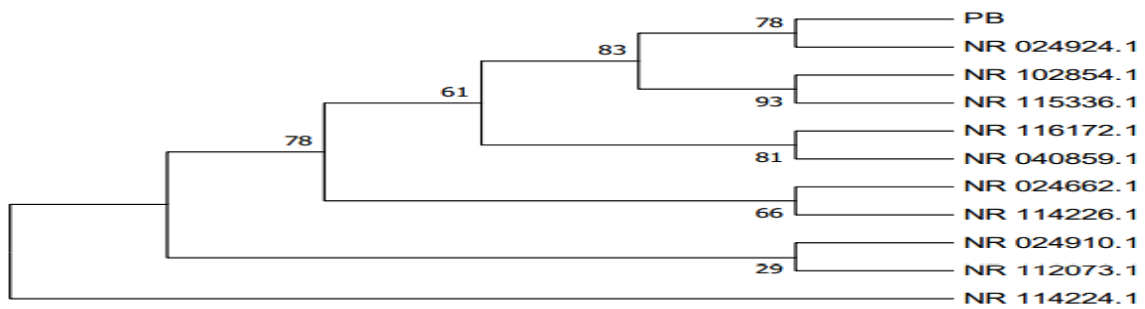 78
PB
NR 024924.1
83
NR 102854.1
93
NR 115336.1
61
NR 116172.1
81
NR 040859.1
78
NR 024662.1
66
NR 114226.1
NR 024910.1
29
NR 112073.1
NR 114224.1